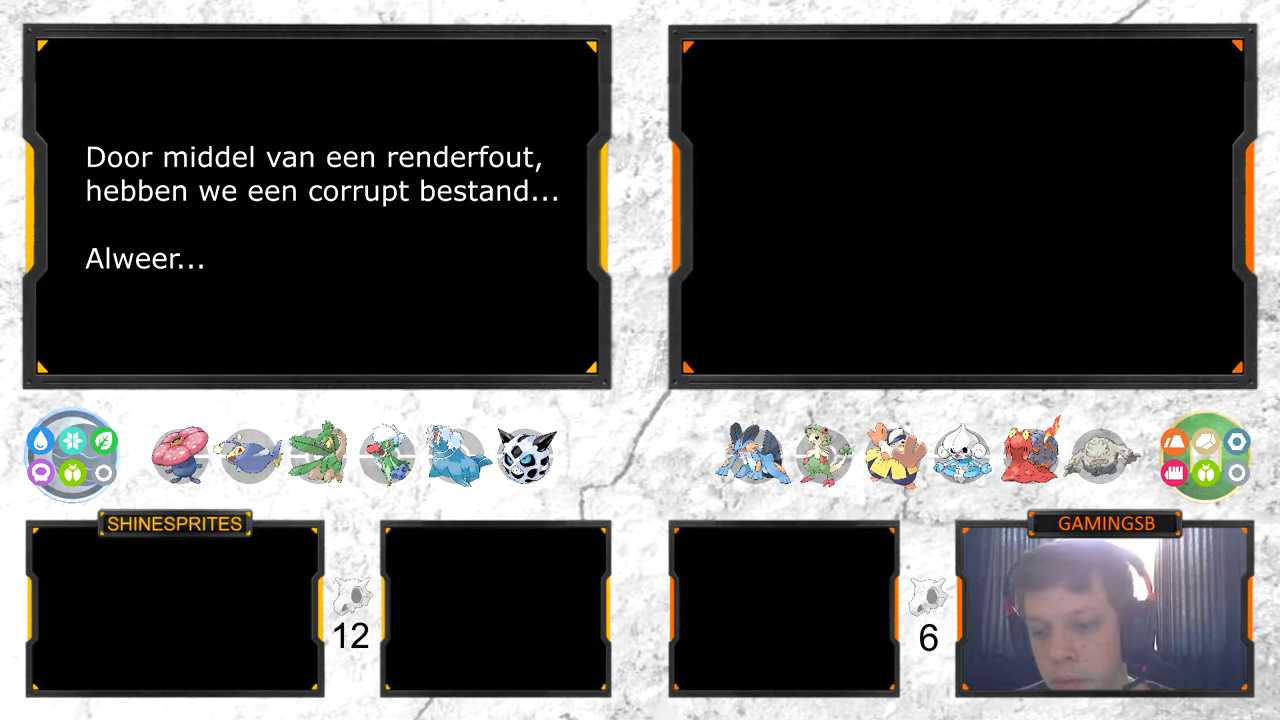 Door middel van een renderfout,
hebben we een corrupt bestand...
Alweer...
SHINESPRITES
GAMINGSB
12
6